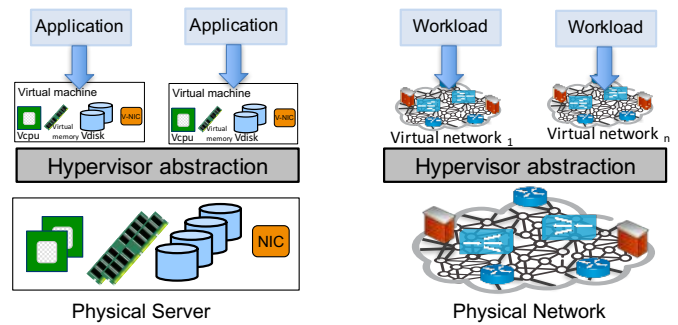 Application
Application
Virtual machine
Vcpu
Virtual
memory
Vdisk
V-NIC
Virtual machine
Vcpu
Virtual
memory
Vdisk
V-NIC
Hypervisor abstraction
NIC
Physical Server
Workload
Workload
Virtual network 1
Virtual network n
Hypervisor abstraction
Physical Network